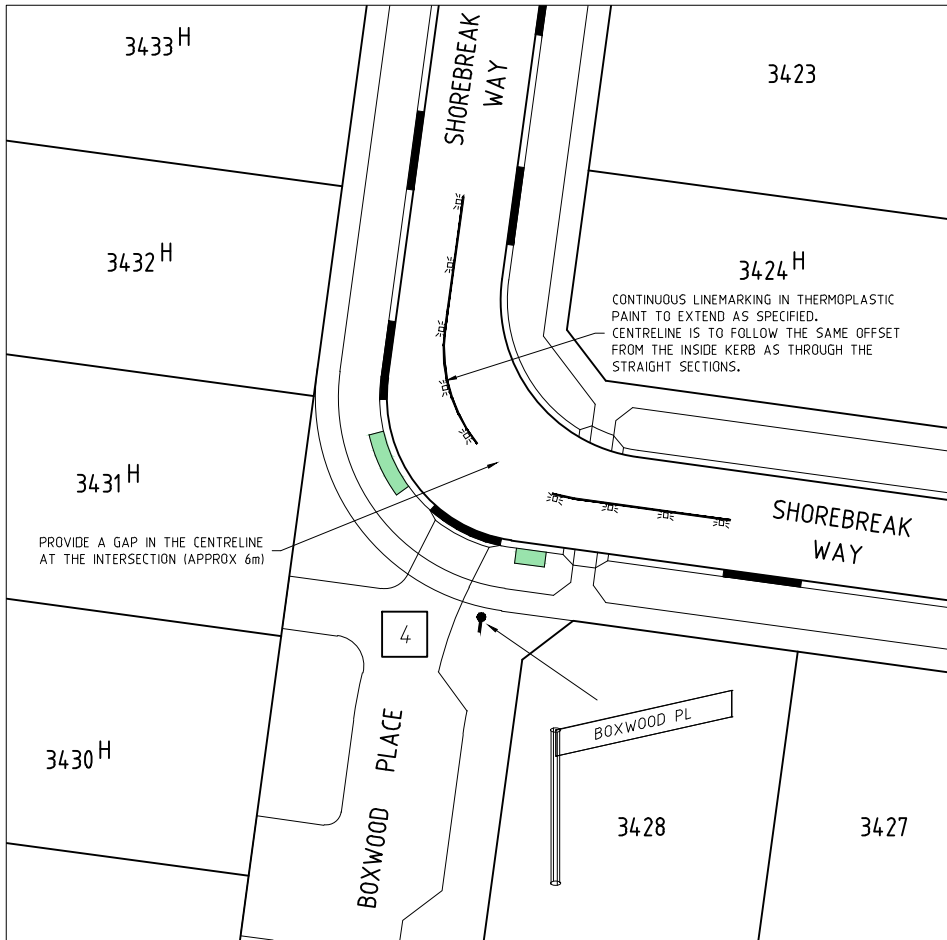 3433 H
SHOREBREAK
WAY
3423
3432 H
3424 H
CONTINUOUS LINEMARKING IN THERMOPLASTIC
PAINT TO EXTEND AS SPECIFIED.
CENTRELINE IS TO FOLLOW THE SAME OFFSET
FROM THE INSIDE KERB AS THROUGH THE
STRAIGHT SECTIONS.
3431 H
SHOREBREAK
WAY
PROVIDE A GAP IN THE CENTRELINE
AT THE INTERSECTION (APPROX 6m)
4
BOXWOOD PL
BOXWOOD PLACE
3430 H
3428
3427